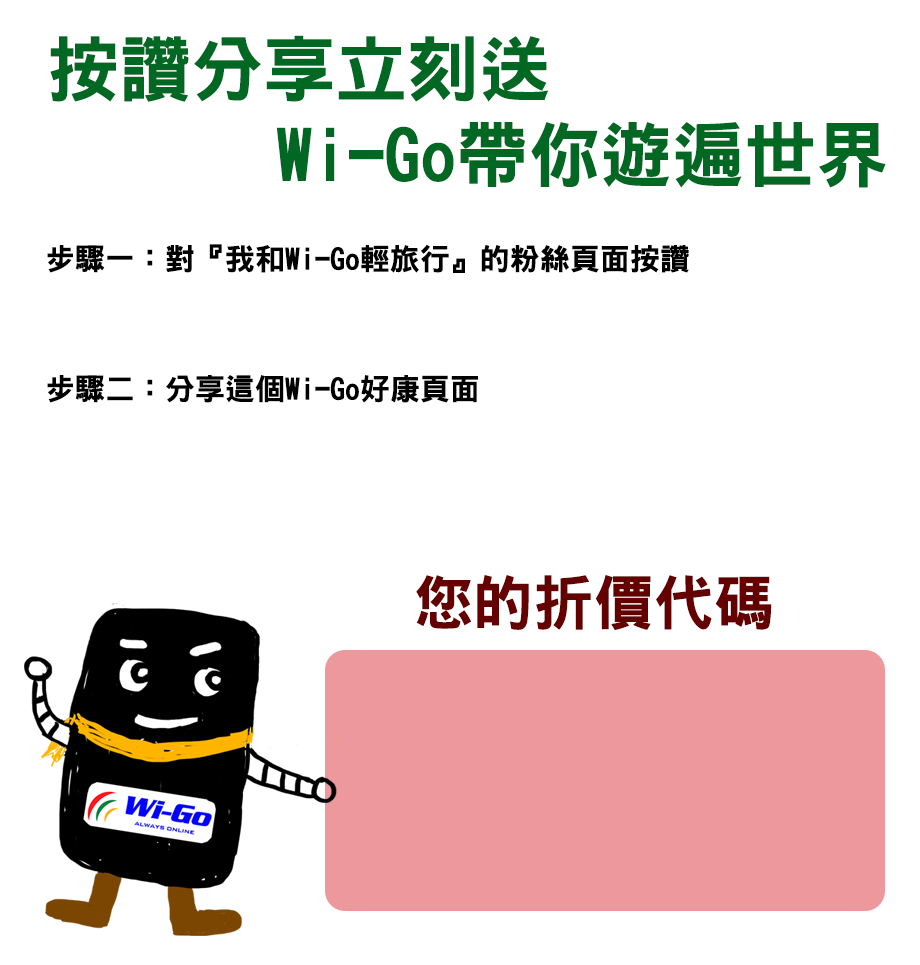 按讚分享立刻送
Wi-Go帶你遊遍世界
步驟一：對『我和Wi-Go輕旅行』的粉絲頁面按讚
步驟二：分享這個Wi-Go好康頁面
您的折價代碼
Wi-Go
ALWAYS ONLINE